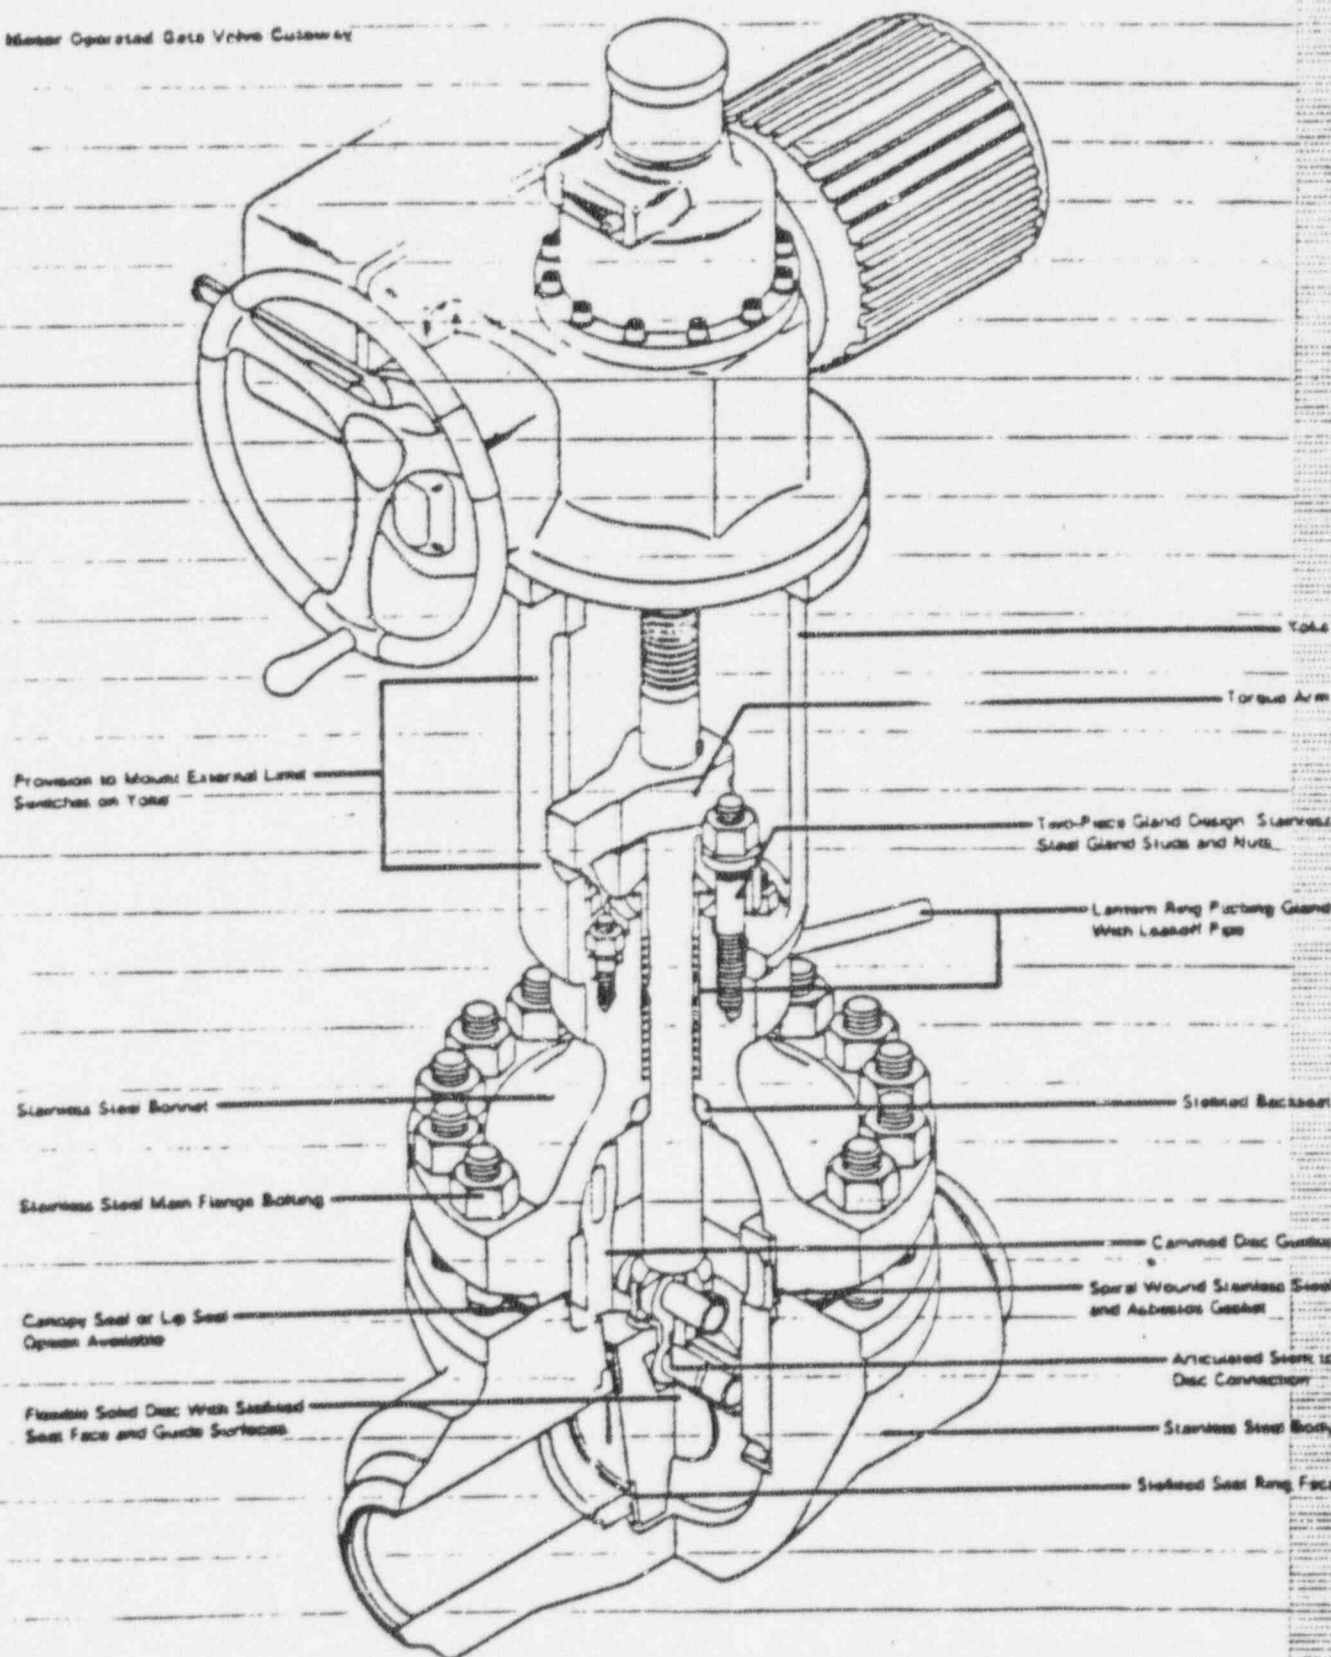 Motor Operated Gate Valve Cutaway
Yoke
Torque Arm
Provision to Mount External Limit
Switches on Yoke
Two-Piece Gland Design Stainless
Steel Gland Studs and Nuts
Lantern Ring Packing Gland
With Leakoff Pipe
Stainless Steel Bonnet
Stellited Backseat
Stainless Steel Main Flange Bolting
Cammed Disc Guides
Spiral Wound Stainless Steel
and Asbestos Gasket
Canopy Seal or Lip Seal
Option Available
Articulated Stem to
Disc Connection
Flexible Solid Disc With Stellited
Seat Face and Guide Surfaces
Stainless Steel Body
Stellited Seat Ring Face